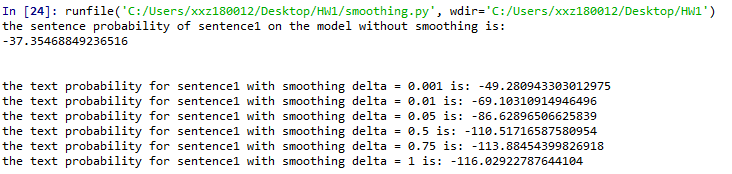 In [24]: runfile('C:/Users/xxz180012/Desktop/HW1/smoothing.py', wdir='C:/Users/xxz180012/Desktop/HW1')
the sentence probability of sentence1 on the model without smoothing is:
-37.35468849236516
the text probability for sentence1 with smoothing delta = 0.001 is: -49.280943303012975
the text probability for sentence1 with smoothing delta = 0.01 is: -69.10310914946496
the text probability for sentence1 with smoothing delta = 0.05 is: -86.62896506625839
the text probability for sentence1 with smoothing delta = 0.5 is: -110.51716587580954
the text probability for sentence1 with smoothing delta = 0.75 is: -113.88454399826918
the text probability for sentence1 with smoothing delta = 1 is: -116.02922787644104